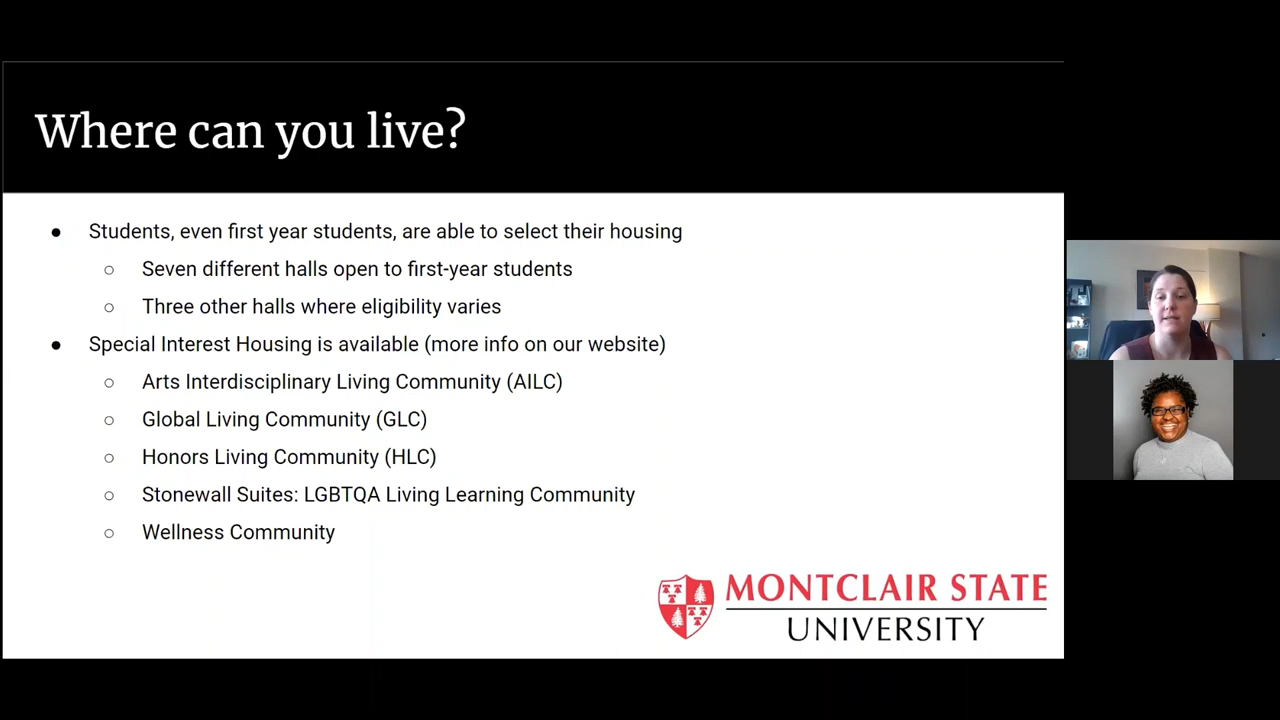 Where can you live?
● Students, even first year students, are able to select their housing
○ Seven different halls open to first-year students
○ Three other halls where eligibility varies
● Special Interest Housing is available (more info on our website)
○ Arts Interdisciplinary Living Community (AILC)
○ Global Living Community (GLC)
○ Honors Living Community (HLC)
○ Stonewall Suites: LGBTQA Living Learning Community
○ Wellness Community
MONTCLAIR STATE
UNIVERSITY